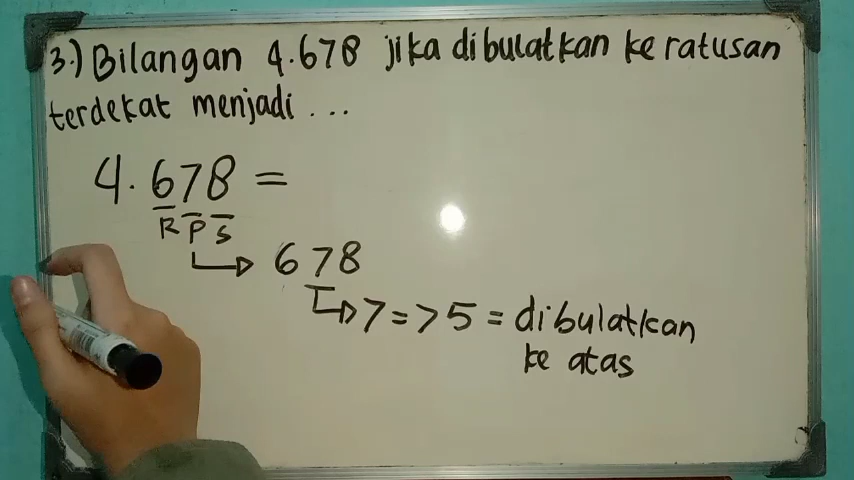 3.) Bilangan 4.678 jika dibulatkan ke ratusan
terdekat menjadi ...
4.678 =
R P S
678
7 = > 5 = dibulatkan
ke atas